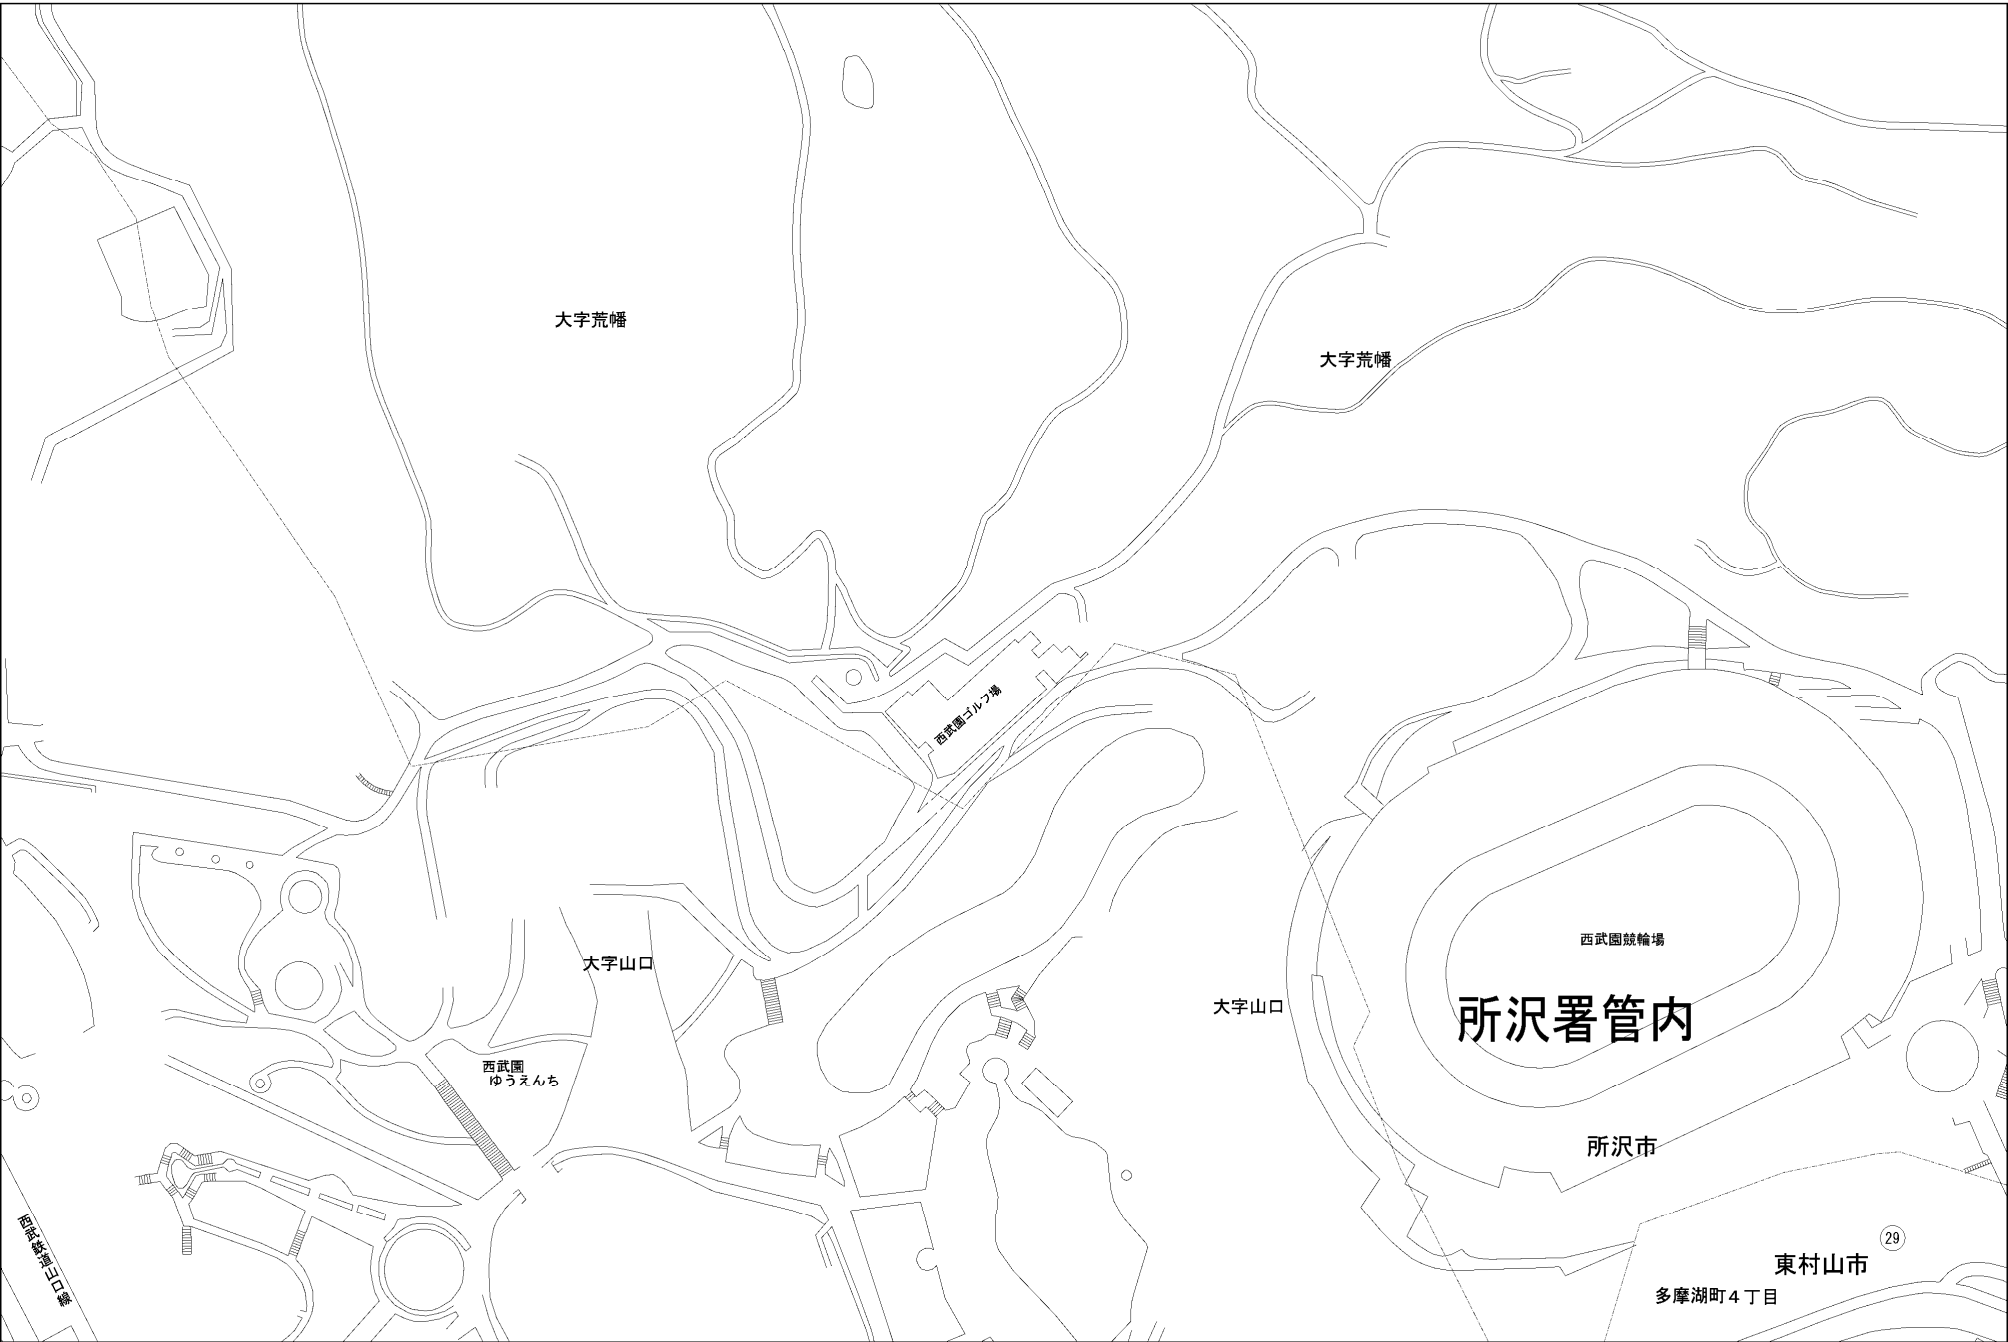 大字荒幡
大字荒幡
西武園ゴルフ場
西武園競輪場
大字山口
大字山口
所沢署管内
西武園
ゆうえんち
所沢市
29
東村山市
多摩湖町4丁目
西武鉄道山口線